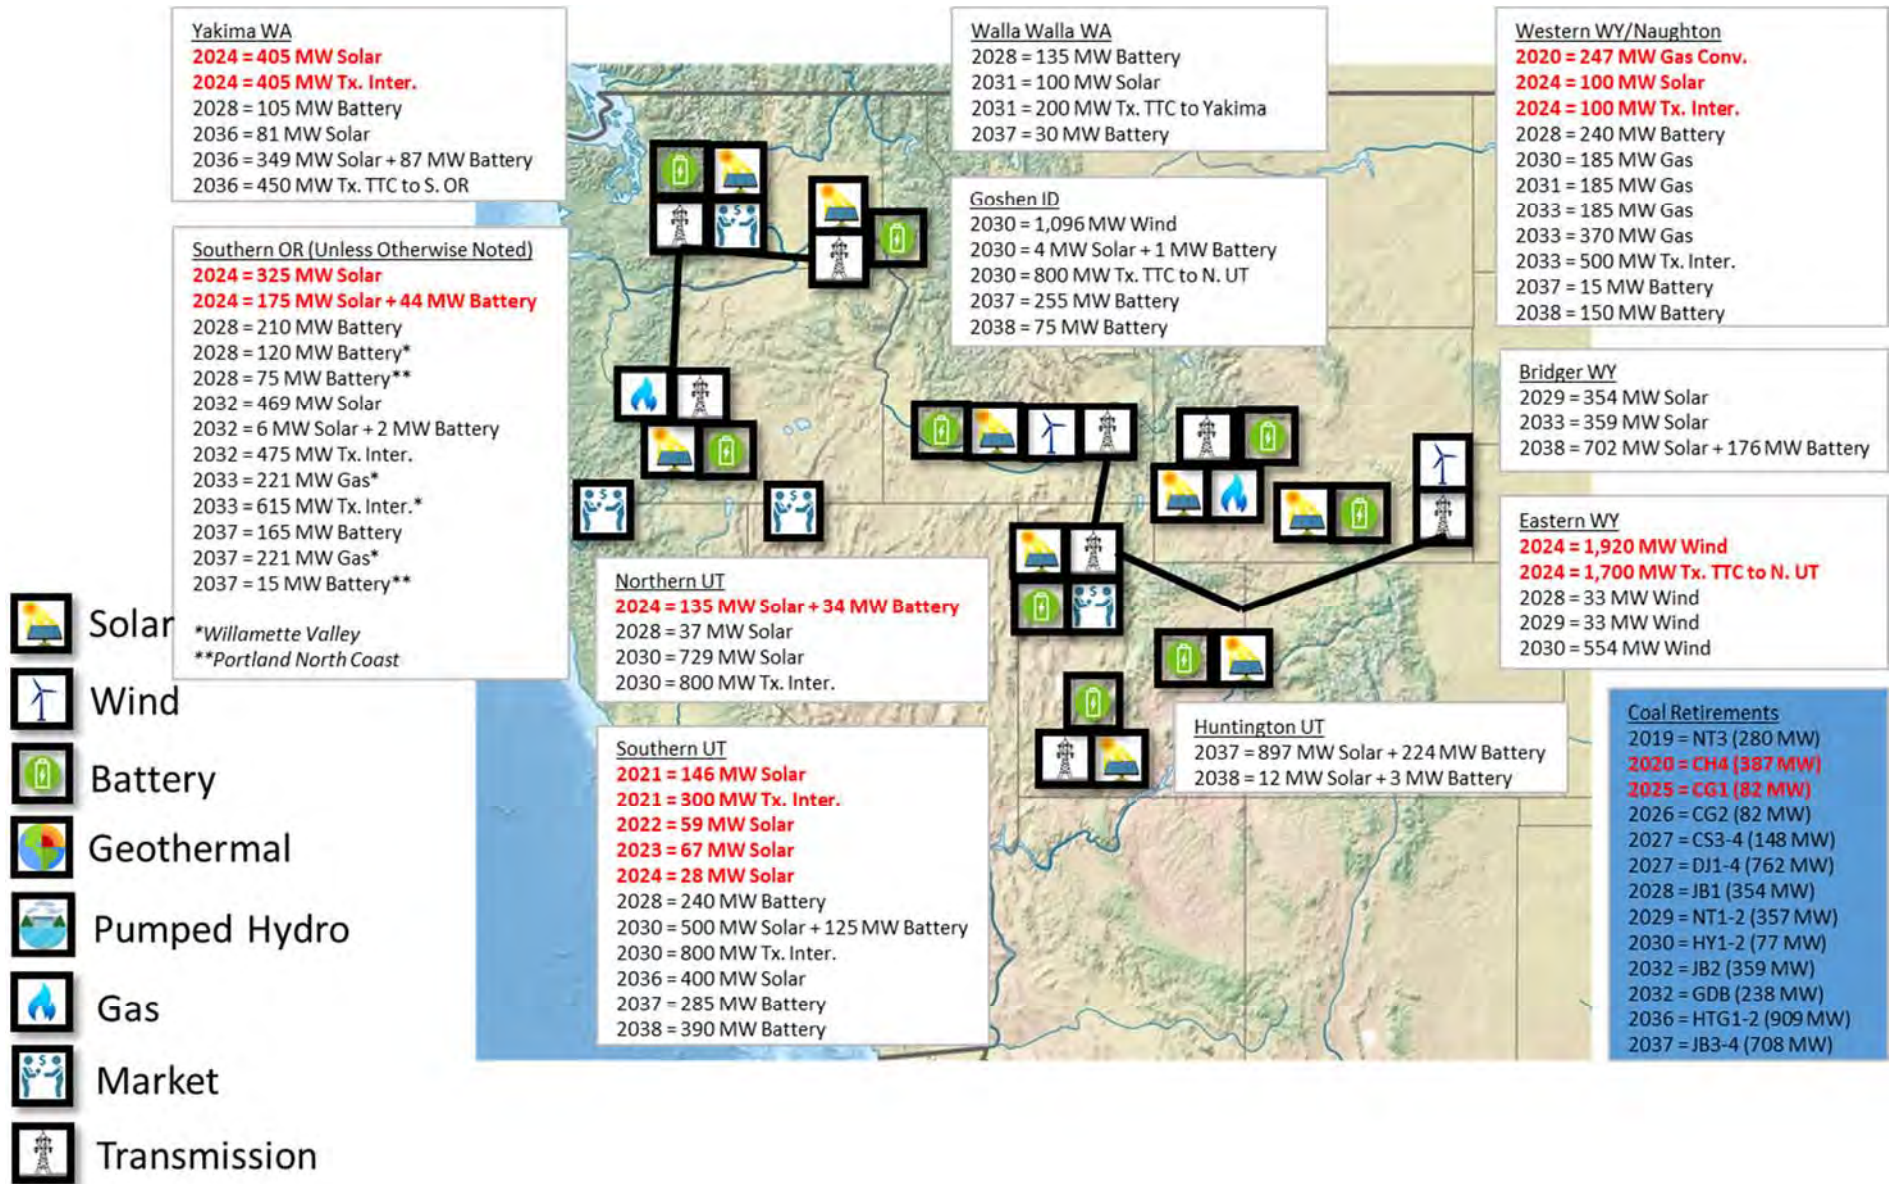 Yakima WA
2024 = 405 MW Solar
2024 = 405 MW Tx. Inter.
2028 = 105 MW Battery
2036 = 81 MW Solar
2036 = 349 MW Solar + 87 MW Battery
2036 = 450 MW Tx. TTC to S. OR
Walla Walla WA
2028 = 135 MW Battery
2031 = 100 MW Solar
2031 = 200 MW Tx. TTC to Yakima
2037 = 30 MW Battery
Western WY/Naughton
2020 = 247 MW Gas Conv.
2024 = 100 MW Solar
2024 = 100 MW Tx. Inter.
2028 = 240 MW Battery
2030 = 185 MW Gas
2031 = 185 MW Gas
2033 = 185 MW Gas
2033 = 370 MW Gas
2033 = 500 MW Tx. Inter.
2037 = 15 MW Battery
2038 = 150 MW Battery
Goshen ID
2030 = 1,096 MW Wind
2030 = 4 MW Solar + 1 MW Battery
2030 = 800 MW Tx. TTC to N. UT
2037 = 255 MW Battery
2038 = 75 MW Battery
Southern OR (Unless Otherwise Noted)
2024 = 325 MW Solar
2024 = 175 MW Solar + 44 MW Battery
2028 = 210 MW Battery
2028 = 120 MW Battery*
2028 = 75 MW Battery**
2032 = 469 MW Solar
2032 = 6 MW Solar + 2 MW Battery
2032 = 475 MW Tx. Inter.
2033 = 221 MW Gas*
2033 = 615 MW Tx. Inter.*
2037 = 165 MW Battery
2037 = 221 MW Gas*
2037 = 15 MW Battery**
*Willamette Valley
**Portland North Coast
Bridger WY
2029 = 354 MW Solar
2033 = 359 MW Solar
2038 = 702 MW Solar + 176 MW Battery
Eastern WY
2024 = 1,920 MW Wind
2024 = 1,700 MW Tx. TTC to N. UT
2028 = 33 MW Wind
2029 = 33 MW Wind
2030 = 554 MW Wind
Northern UT
2024 = 135 MW Solar + 34 MW Battery
2028 = 37 MW Solar
2030 = 729 MW Solar
2030 = 800 MW Tx. Inter.
Southern UT
2021 = 146 MW Solar
2021 = 300 MW Tx. Inter.
2022 = 59 MW Solar
2023 = 67 MW Solar
2024 = 28 MW Solar
2028 = 240 MW Battery
2030 = 500 MW Solar + 125 MW Battery
2030 = 800 MW Tx. Inter.
2036 = 400 MW Solar
2037 = 285 MW Battery
2038 = 390 MW Battery
Huntington UT
2037 = 897 MW Solar + 224 MW Battery
2038 = 12 MW Solar + 3 MW Battery
Coal Retirements
2019 = NT3 (280 MW)
2020 = CH4 (387 MW)
2025 = CG1 (82 MW)
2026 = CG2 (82 MW)
2027 = CS3-4 (148 MW)
2027 = DJ1-4 (762 MW)
2028 = JB1 (354 MW)
2029 = NT1-2 (357 MW)
2030 = HY1-2 (77 MW)
2032 = JB2 (359 MW)
2032 = GDB (238 MW)
2036 = HTG1-2 (909 MW)
2037 = JB3-4 (708 MW)
Solar
Wind
Battery
Geothermal
Pumped Hydro
Gas
Market
Transmission